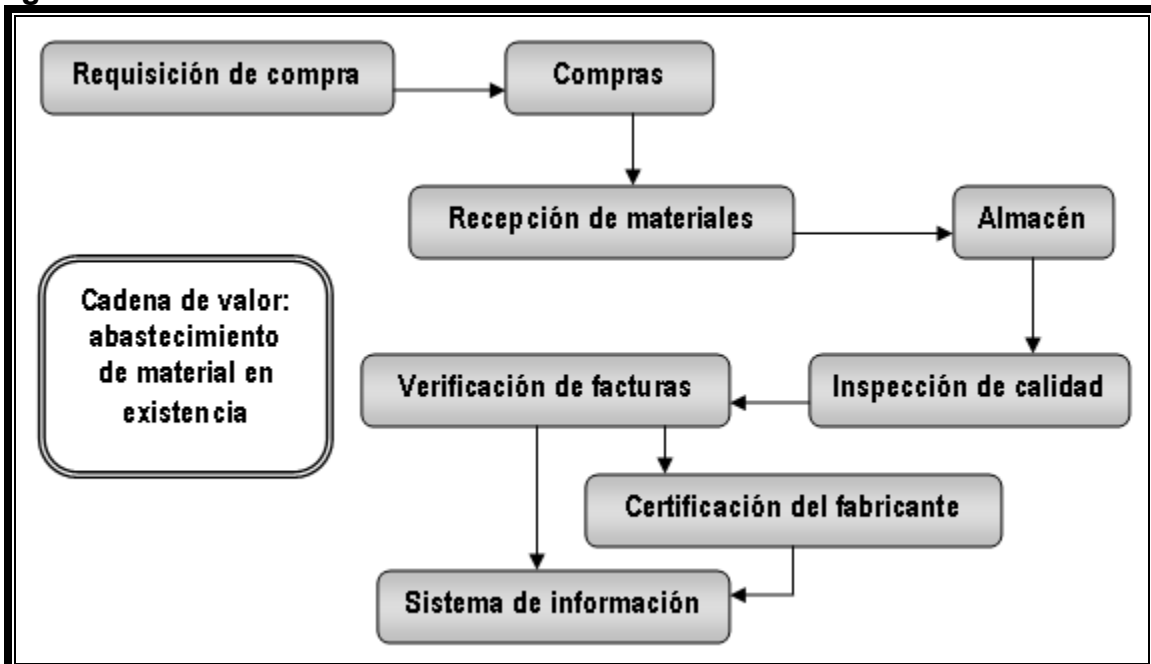 Requisición de compra
Compras
Recepción de materiales
Almacén
Cadena de valor:
abastecimiento
de material en
existencia
Verificación de facturas
Inspección de calidad
Certificación del fabricante
Sistema de información